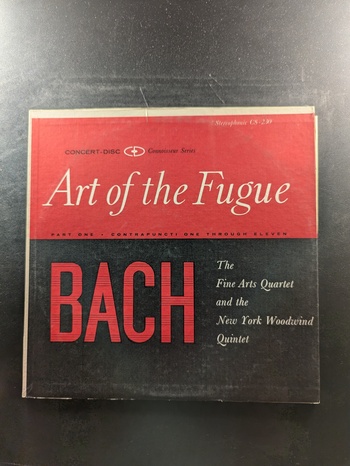 Stereophonic CS-230
CONCERT-DISC Connoisseur Series
Art of the Fugue
PART ONE • CONTRAPUNCTI ONE THROUGH ELEVEN
BACH
The
Fine Arts Quartet
and the
New York Woodwind
Quintet